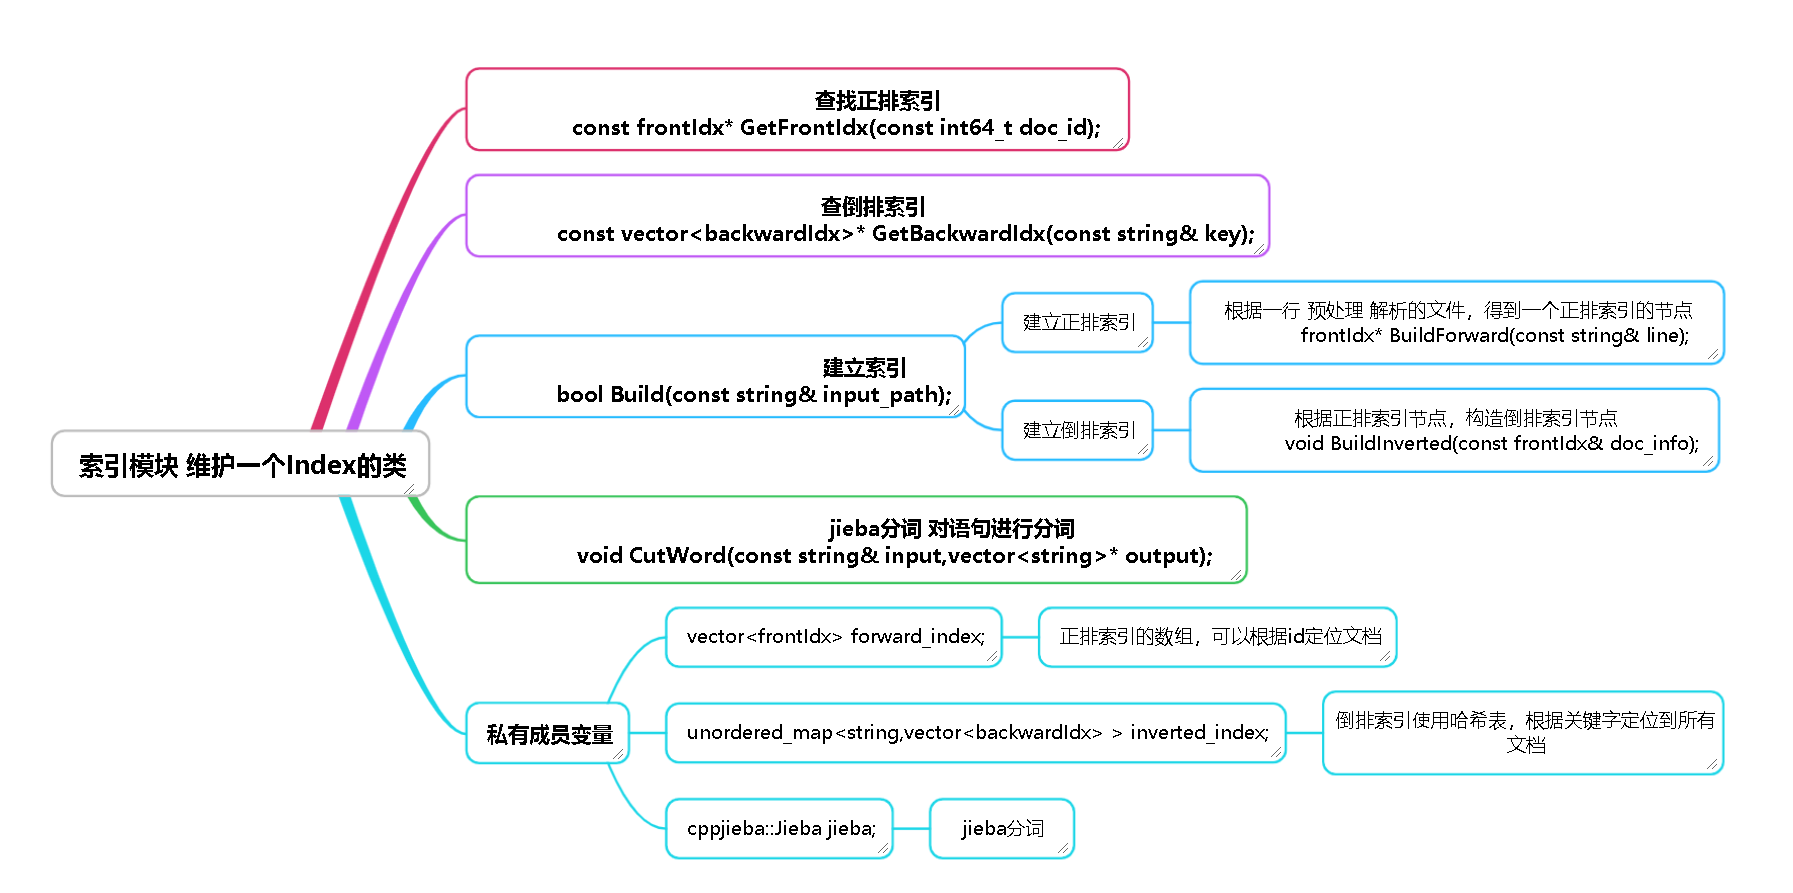 查找正排索引
const frontIdx* GetFrontIdx(const int64_t doc_id);
查倒排索引
const vector<backwardIdx>* GetBackwardIdx(const string& key);
建立索引
bool Build(const string& input_path);
建立正排索引
根据一行 预处理 解析的文件，得到一个正排索引的节点
frontIdx* BuildForward(const string& line);
建立倒排索引
根据正排索引节点，构造倒排索引节点
void BuildInverted(const frontIdx& doc_info);
索引模块 维护一个Index的类
jieba分词 对语句进行分词
void CutWord(const string& input,vector<string>* output);
私有成员变量
vector<frontIdx> forward_index;
正排索引的数组，可以根据id定位文档
unordered_map<string,vector<backwardIdx> > inverted_index;
倒排索引使用哈希表，根据关键字定位到所有
文档
cppjieba::Jieba jieba;
jieba分词